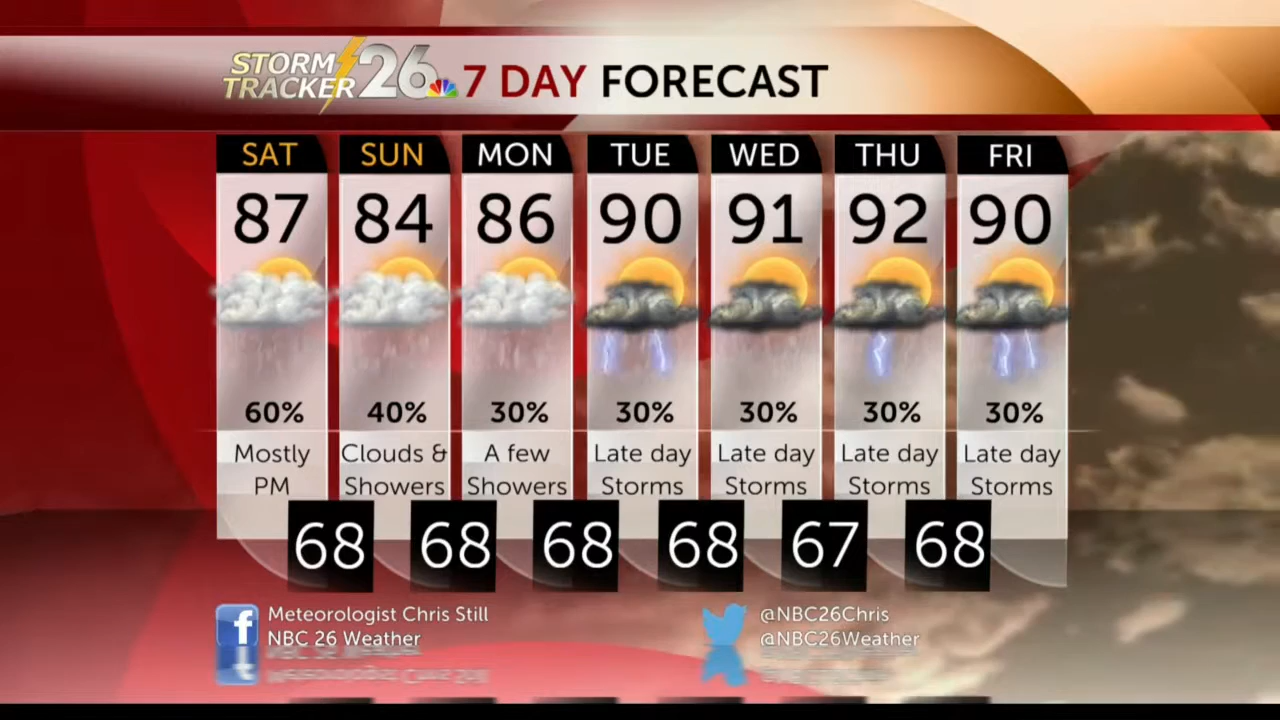 STORM TRACKER 26 7 DAY FORECAST
SAT SUN MON TUE WED THU FRI
87 84 86 90 91 92 90
60% 40% 30% 30% 30% 30% 30%
Mostly Clouds & A few Late day Late day Late day Late day
PM Showers Showers Storms Storms Storms Storms
68 68 68 68 67 68
Meteorologist Chris Still @NBC26Chris
NBC 26 Weather @NBC26Weather